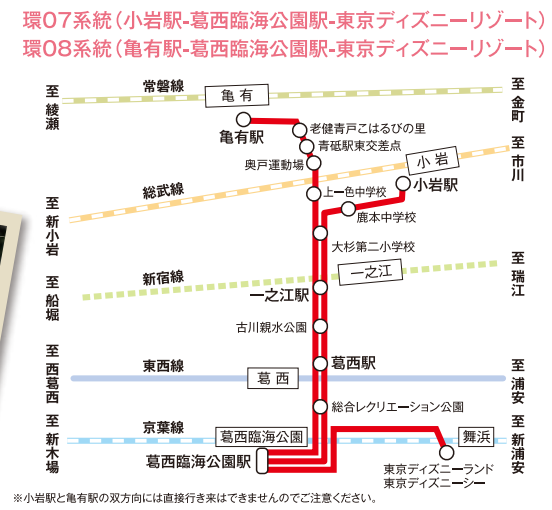 環07系統(小岩駅-葛西臨海公園駅-東京ディズニーリゾート)
環08系統(亀有駅-葛西臨海公園駅-東京ディズニーリゾート)
至綾瀬
常磐線
亀有
至金町
亀有駅
老健青戸こはるびの里
青砥駅東交差点
奥戸運動場
小岩
至市川
総武線
上一色中学校
小岩駅
至新小岩
鹿本中学校
大杉第二小学校
至船堀
新宿線
一之江
至瑞江
一之江駅
古川親水公園
至西葛西
東西線
葛西
葛西駅
至浦安
総合レクリエーション公園
至新木場
京葉線
葛西臨海公園
舞浜
至新浦安
葛西臨海公園駅
東京ディズニーランド
東京ディズニーシー
※小岩駅と亀有駅の双方向には直接行き来はできませんのでご注意ください。